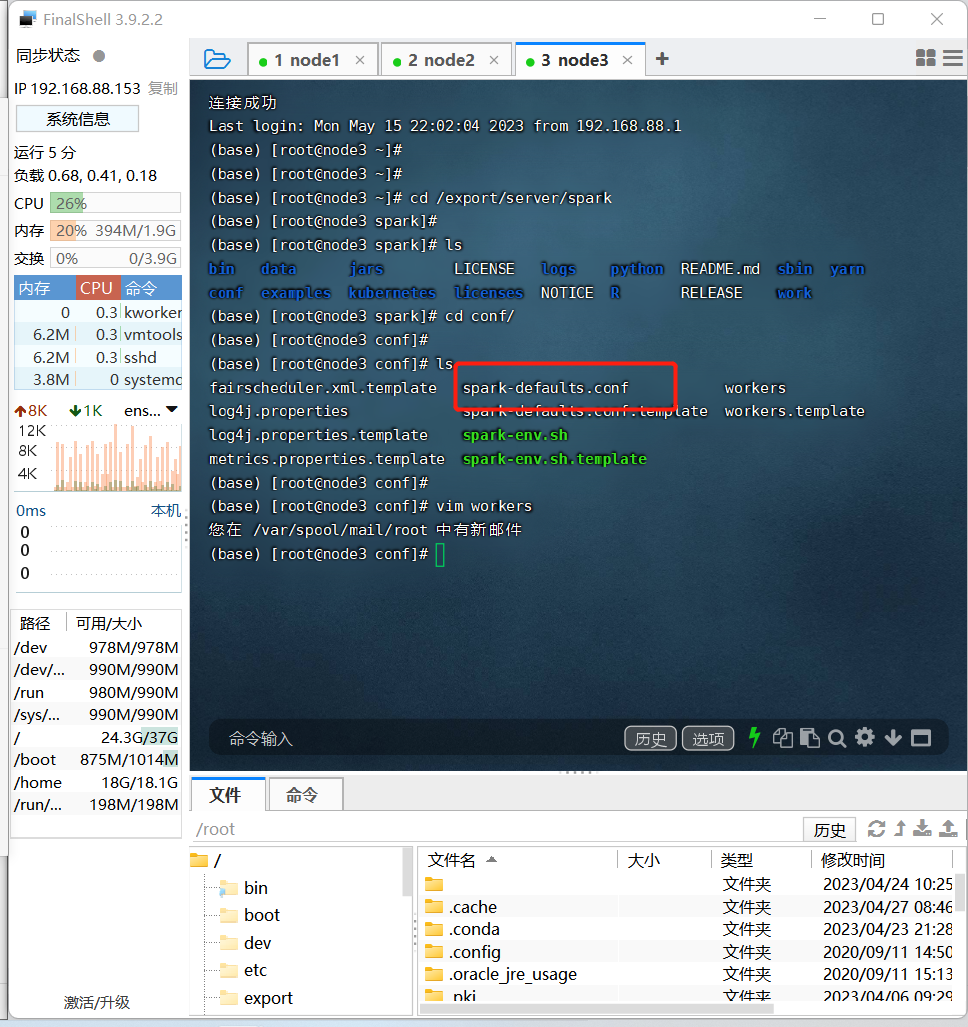 FinalShell 3.9.2.2
同步状态
IP 192.168.88.153 复制
系统信息
运行 5 分
负载 0.68, 0.41, 0.18
CPU 26%
内存 20% 394M/1.9G
交换 0% 0/3.9G
内存 CPU 命令
0 0.3 kworker
6.2M 0.3 vmtools
6.2M 0.3 sshd
3.8M 0 systemd
8K 1K ens...
12K
8K
4K
0ms 本机
0
0
0
路径 可用/大小
/dev 978M/978M
/dev/... 990M/990M
/run 980M/990M
/sys/... 990M/990M
/ 24.3G/37G
/boot 875M/1014M
/home 18G/18.1G
/run/... 198M/198M
激活/升级
1 node1
2 node2
3 node3
连接成功
Last login: Mon May 15 22:02:04 2023 from 192.168.88.1
(base) [root@node3 ~]#
(base) [root@node3 ~]#
(base) [root@node3 ~]# cd /export/server/spark
(base) [root@node3 spark]#
(base) [root@node3 spark]# ls
bin data jars LICENSE logs python README.md sbin yarn
conf examples kubernetes licenses NOTICE R RELEASE work
(base) [root@node3 spark]# cd conf/
(base) [root@node3 conf]#
(base) [root@node3 conf]# ls
fairscheduler.xml.template spark-defaults.conf workers
log4j.properties spark-defaults.conf.template workers.template
log4j.properties.template spark-env.sh
metrics.properties.template spark-env.sh.template
(base) [root@node3 conf]#
(base) [root@node3 conf]# vim workers
您在 /var/spool/mail/root 中有新邮件
(base) [root@node3 conf]#
命令输入 历史 选项
文件 命令
/root 历史
/
bin
boot
dev
etc
export
文件名 大小 类型 修改时间
文件夹 2023/04/24 10:25
.cache 文件夹 2023/04/27 08:46
.conda 文件夹 2023/04/23 21:28
.config 文件夹 2020/09/11 14:50
.oracle_jre_usage 文件夹 2020/09/11 15:13
.pki 文件夹 2023/04/06 09:29